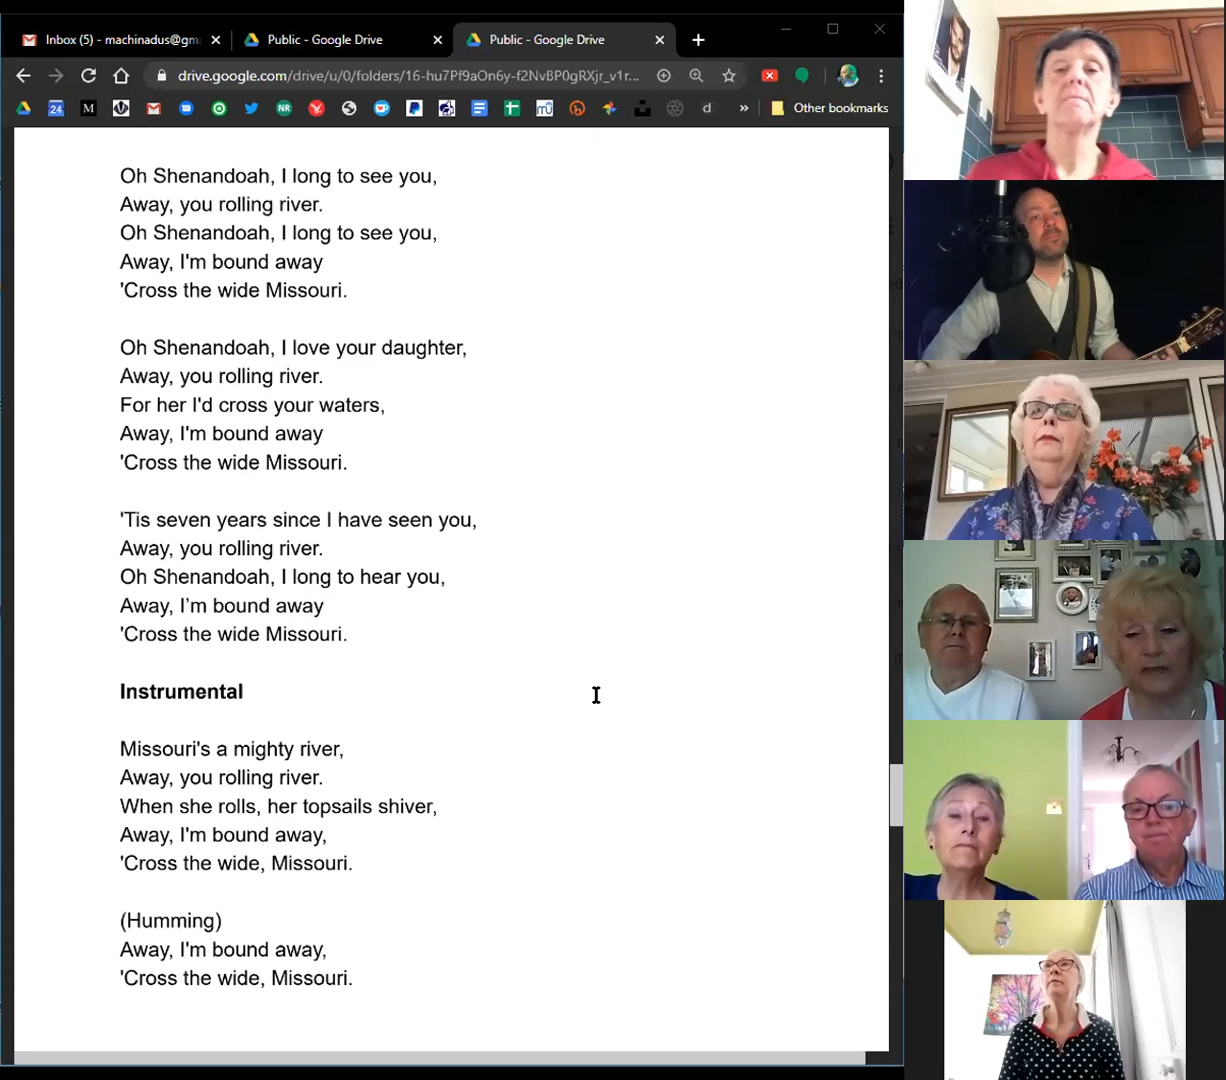 Inbox (5) - machinadus@gm
Public - Google Drive
Public - Google Drive
drive.google.com/drive/u/0/folders/16-hu7Pf9aOn6y-f2NvBP0gRXjr_v1r...
24
M
NR
mü
d
»
Other bookmarks
Oh Shenandoah, I long to see you,
Away, you rolling river.
Oh Shenandoah, I long to see you,
Away, I'm bound away
'Cross the wide Missouri.
Oh Shenandoah, I love your daughter,
Away, you rolling river.
For her I'd cross your waters,
Away, I'm bound away
'Cross the wide Missouri.
'Tis seven years since I have seen you,
Away, you rolling river.
Oh Shenandoah, I long to hear you,
Away, I’m bound away
'Cross the wide Missouri.
Instrumental
Missouri's a mighty river,
Away, you rolling river.
When she rolls, her topsails shiver,
Away, I'm bound away,
'Cross the wide, Missouri.
(Humming)
Away, I'm bound away,
'Cross the wide, Missouri.